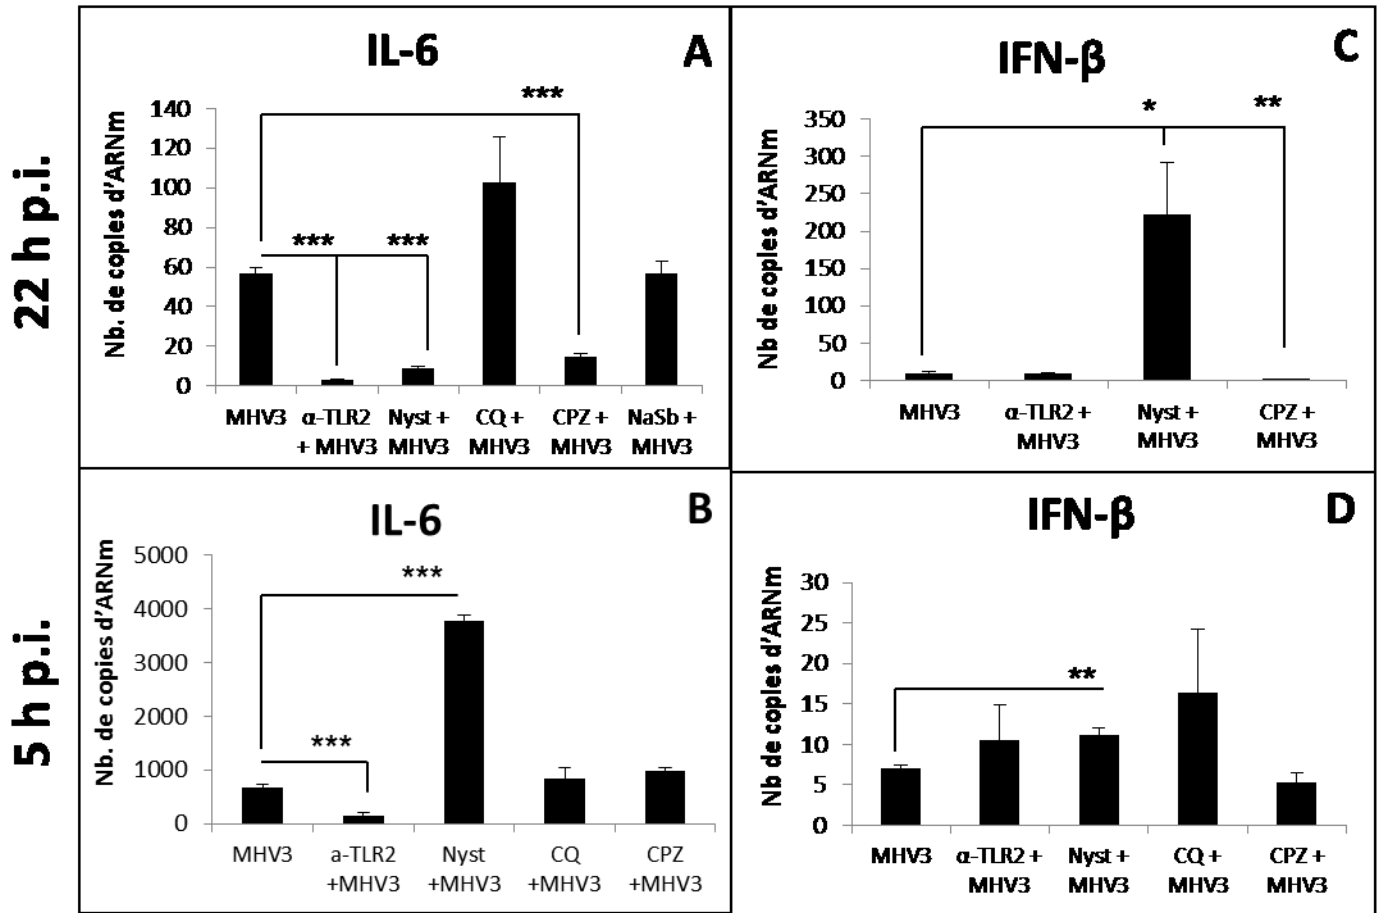 22 h p.i.
IL-6
A
***
*** ***
Nb. de copies d'ARNm
140
120
100
80
60
40
20
0
MHV3 α-TLR2 Nyst + CQ + CPZ + NaSb +
+ MHV3 MHV3 MHV3 MHV3 MHV3
IFN-β
C
* **
Nb de copies d'ARNm
350
300
250
200
150
100
50
0
MHV3 α-TLR2 + Nyst + CPZ +
MHV3 MHV3 MHV3
5 h p.i.
IL-6
B
***
***
Nb. de copies d'ARNm
5000
4000
3000
2000
1000
0
MHV3 a-TLR2 Nyst CQ CPZ
+MHV3 +MHV3 +MHV3 +MHV3
IFN-β
D
**
Nb de copies d'ARNm
30
25
20
15
10
5
0
MHV3 α-TLR2 + Nyst + CQ + CPZ +
MHV3 MHV3 MHV3 MHV3